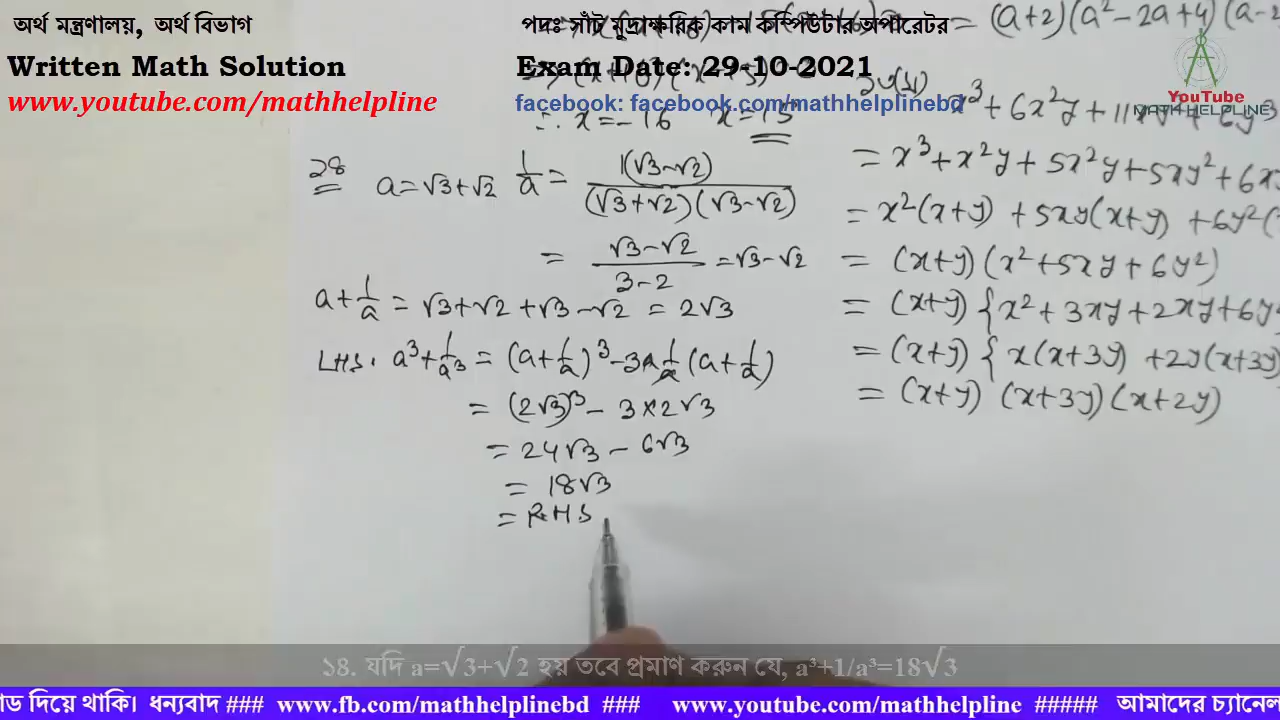 অর্থ মন্ত্রণালয়, অর্থ বিভাগ
পদঃ সাঁট মুদ্রাক্ষরিক কাম কম্পিউটার অপারেটর
Written Math Solution
Exam Date: 29-10-2021
www.youtube.com/mathhelpline
facebook: facebook.com/mathhelplinebd
YouTube
MATH HELPLINE
∴ x = -16 x = 15
১৪ a = √3+√2 1/a = 1(√3-√2)/(√3+√2)(√3-√2)
= √3-√2/3-2 = √3-√2
a + 1/a = √3+√2 + √3-√2 = 2√3
LHS. a³ + 1/a³ = (a + 1/a)³ - 3a 1/a (a + 1/a)
= (2√3)³ - 3×2√3
= 24√3 - 6√3
= 18√3
= R.H.S
= (a+2)(a²-2a+4)(a-2
x³ + 6x²y + 11xy² + 6y³
= x³ + x²y + 5x²y + 5xy² + 6x
= x²(x+y) + 5xy(x+y) + 6y²(
= (x+y)(x² + 5xy + 6y²)
= (x+y){x² + 3xy + 2xy + 6y²
= (x+y){x(x+3y) + 2y(x+3y)
= (x+y)(x+3y)(x+2y)
১৪. যদি a=√3+√2 হয় তবে প্রমাণ করুন যে, a³+1/a³=18√3
দিয়ে থাকি। ধন্যবাদ ### www.fb.com/mathhelpline ### www.youtube.com/mathhelpline ##### আমাদের চ্যানেল